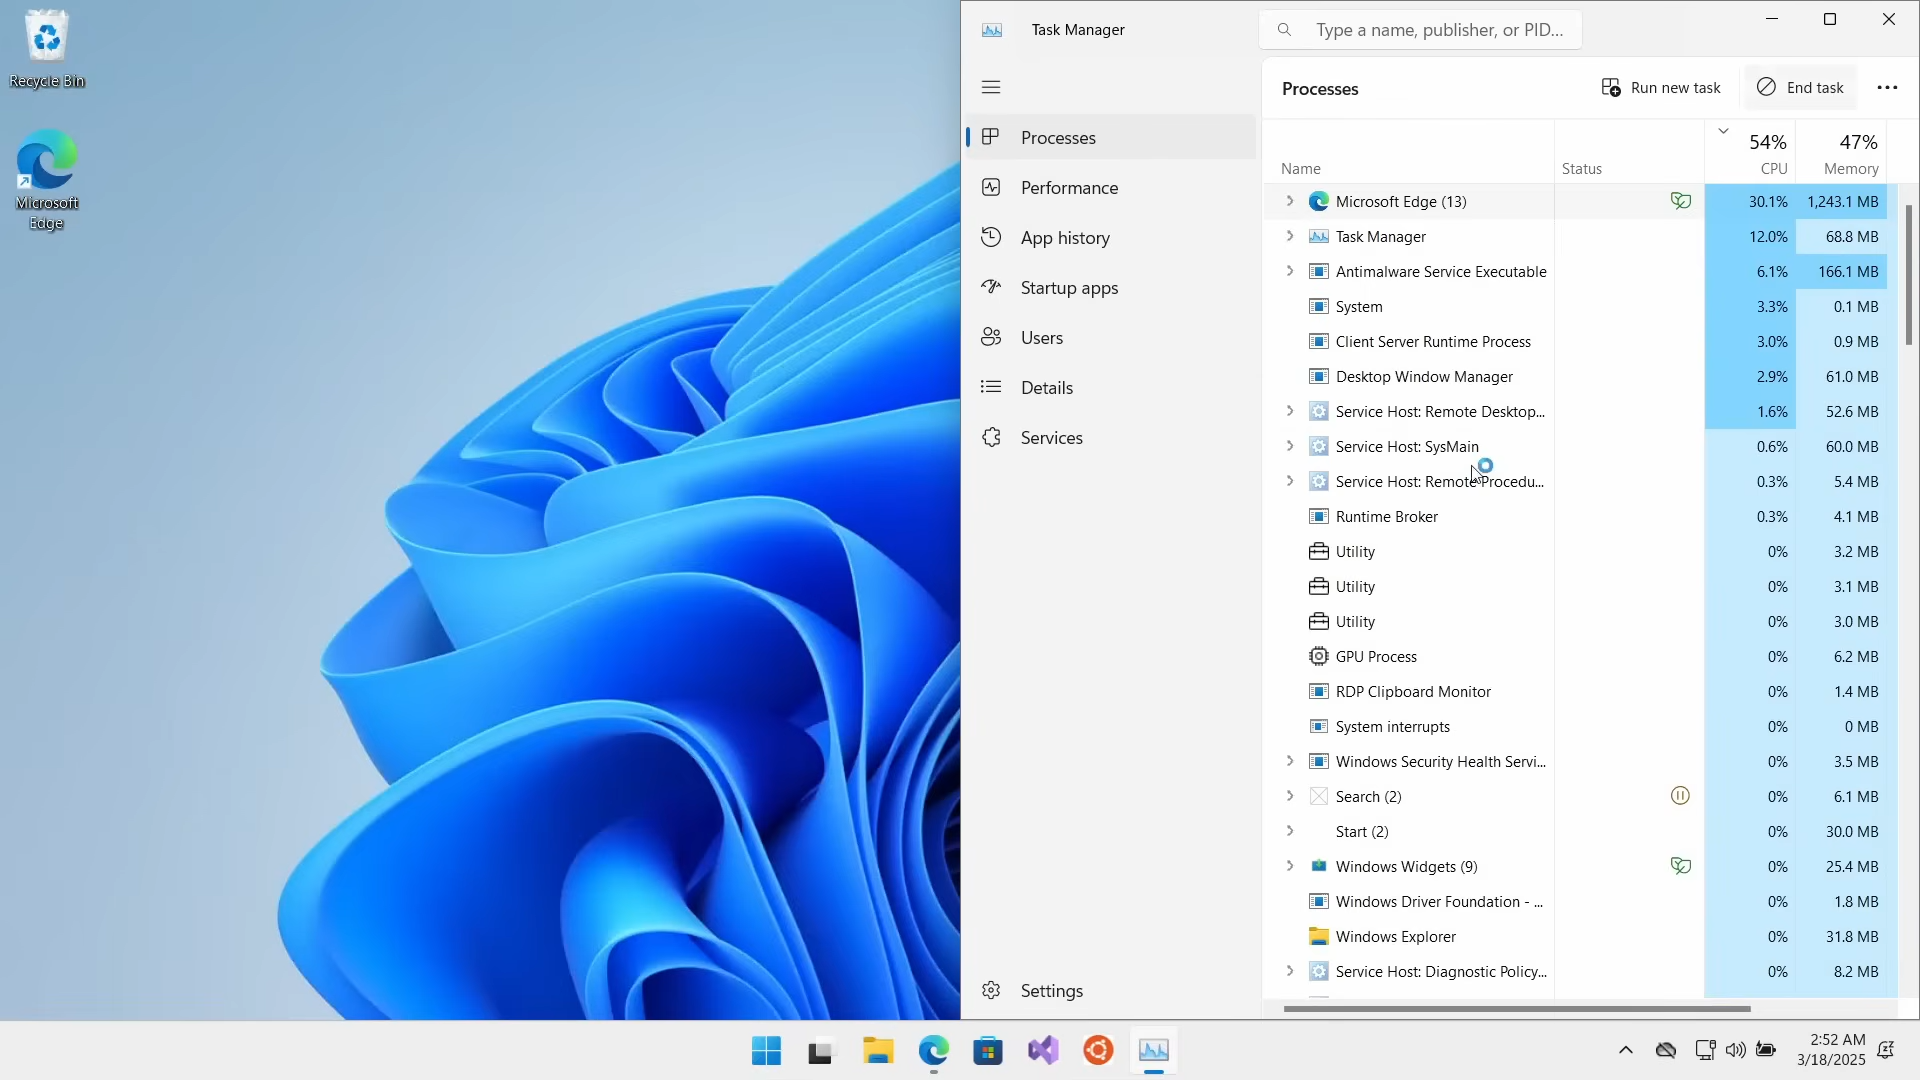 Recycle Bin
Microsoft
Edge
Task Manager
Type a name, publisher, or PID...
Processes
Performance
App history
Startup apps
Users
Details
Services
Settings
Processes
Run new task
End task
54%
47%
Name
Status
CPU
Memory
Microsoft Edge (13) 30.1% 1,243.1 MB
Task Manager 12.0% 68.8 MB
Antimalware Service Executable 6.1% 166.1 MB
System 3.3% 0.1 MB
Client Server Runtime Process 3.0% 0.9 MB
Desktop Window Manager 2.9% 61.0 MB
Service Host: Remote Desktop... 1.6% 52.6 MB
Service Host: SysMain 0.6% 60.0 MB
Service Host: Remote Procedu... 0.3% 5.4 MB
Runtime Broker 0.3% 4.1 MB
Utility 0% 3.2 MB
Utility 0% 3.1 MB
Utility 0% 3.0 MB
GPU Process 0% 6.2 MB
RDP Clipboard Monitor 0% 1.4 MB
System interrupts 0% 0 MB
Windows Security Health Servi... 0% 3.5 MB
Search (2) 0% 6.1 MB
Start (2) 0% 30.0 MB
Windows Widgets (9) 0% 25.4 MB
Windows Driver Foundation - ... 0% 1.8 MB
Windows Explorer 0% 31.8 MB
Service Host: Diagnostic Policy... 0% 8.2 MB
2:52 AM
3/18/2025